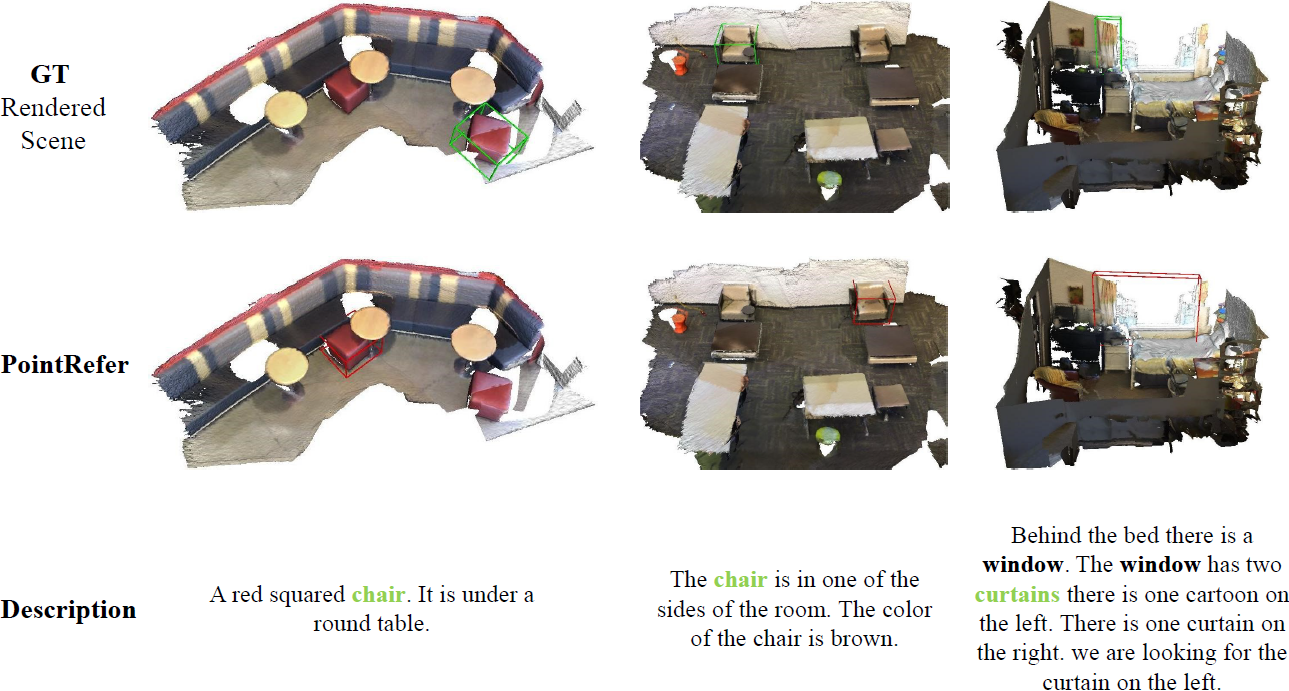 GT
Rendered
Scene
PointRefer
Description
A red squared chair. It is under a
round table.
The chair is in one of the
sides of the room. The color
of the chair is brown.
Behind the bed there is a
window. The window has two
curtains there is one cartoon on
the left. There is one curtain on
the right. we are looking for the
curtain on the left.